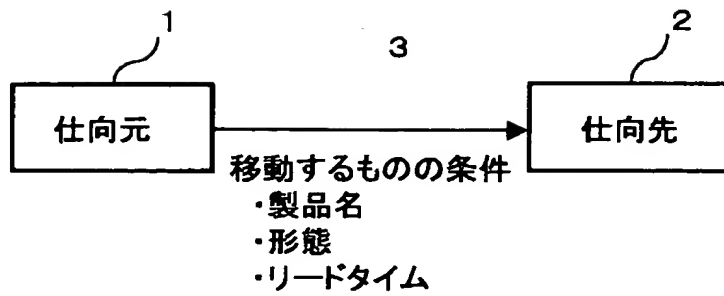 1
3
2
仕向元
仕向先
移動するものの条件
・製品名
・形態
・リードタイム